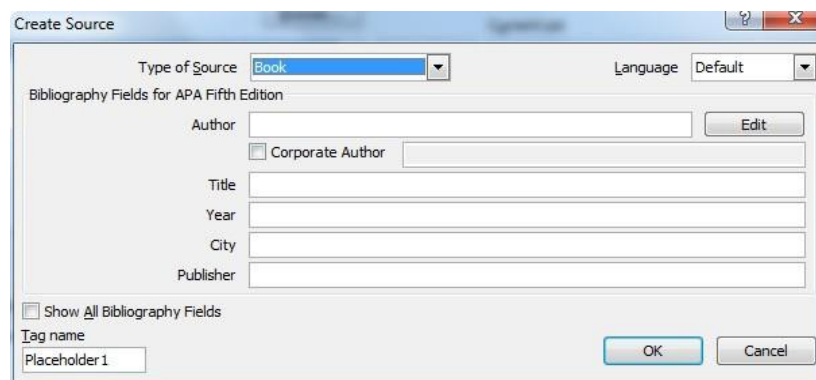 Create Source
?
X
Type of Source Book Language Default
Bibliography Fields for APA Fifth Edition
Author Edit
Corporate Author
Title
Year
City
Publisher
Show All Bibliography Fields
Tag name
Placeholder1 OK Cancel